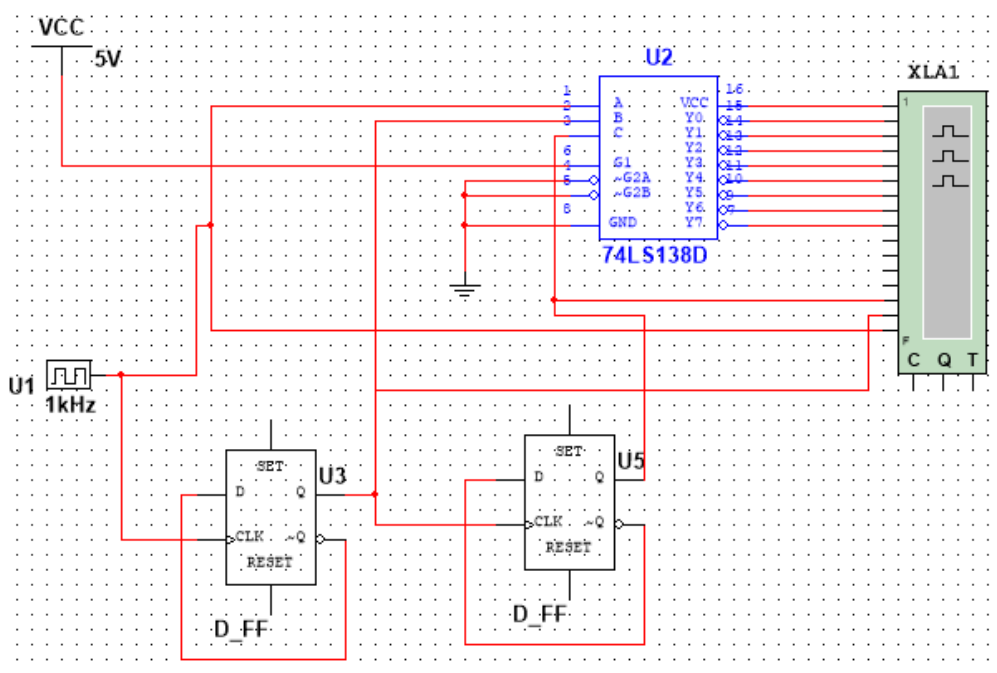 VCC
5V
U2
XLA1
1
2
3
6
4
5
8
A
B
C
G1
~G2A
~G2B
GND
VCC
Y0
Y1
Y2
Y3
Y4
Y5
Y6
Y7
16
15
14
13
12
11
10
9
7
74LS138D
1
F
C Q T
U1
1kHz
SET
D Q
CLK ~Q
RESET
U3
D_FF
SET
D Q
CLK ~Q
RESET
U5
D_FF